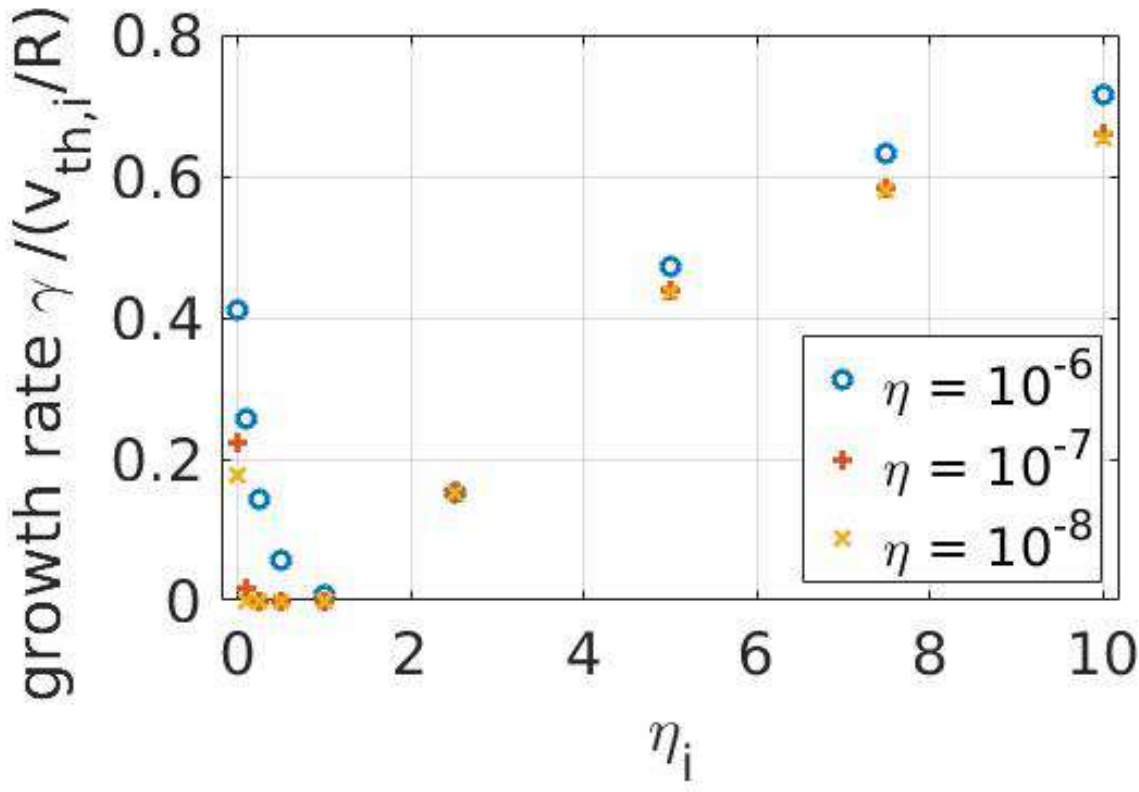 growth rate γ /(v_th,i/R)
0.8
0.6
0.4
0.2
0
0 2 4 6 8 10
η_i
η = 10^-6
η = 10^-7
η = 10^-8